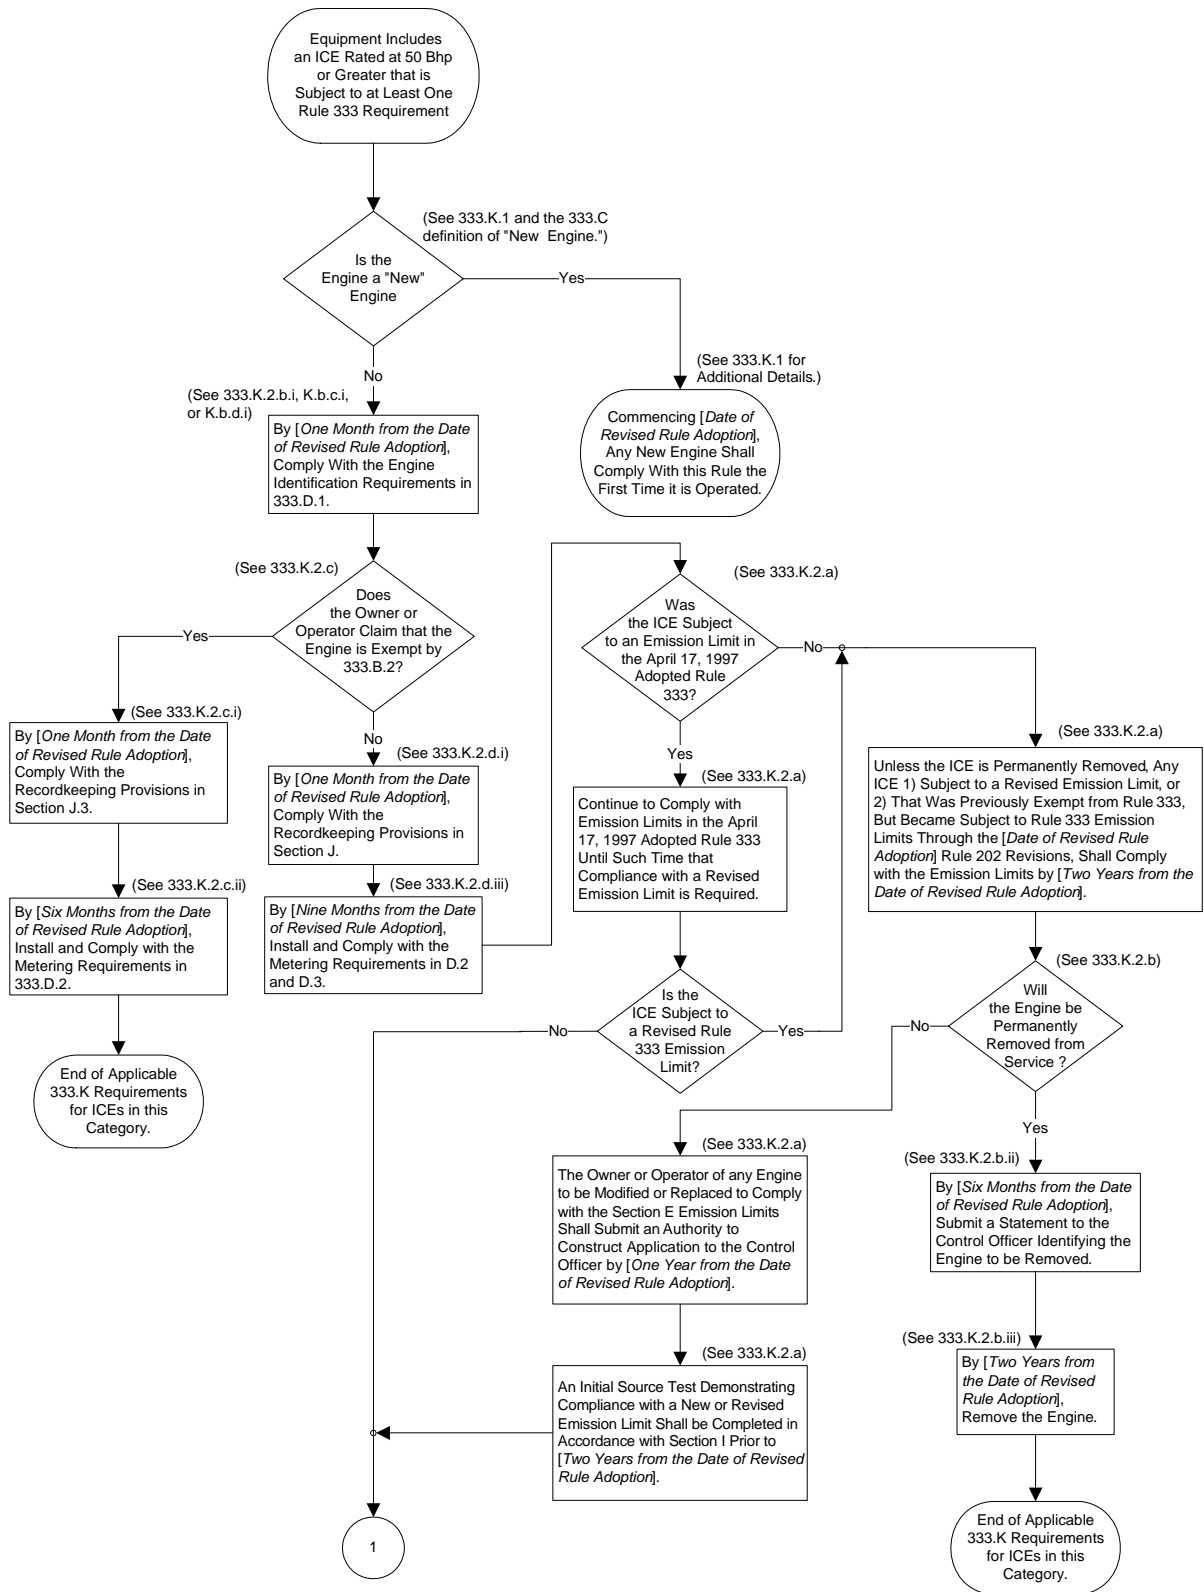 Equipment Includes
an ICE Rated at 50 Bhp
or Greater that is
Subject to at Least One
Rule 333 Requirement
(See 333.K.1 and the 333.C
definition of "New Engine.")
Is the
Engine a "New"
Engine
Yes
No
(See 333.K.1 for
Additional Details.)
Commencing [Date of
Revised Rule Adoption],
Any New Engine Shall
Comply With this Rule the
First Time it is Operated.
(See 333.K.2.b.i, K.b.c.i,
or K.b.d.i)
By [One Month from the Date
of Revised Rule Adoption],
Comply With the Engine
Identification Requirements in
333.D.1.
(See 333.K.2.c)
Does
the Owner or
Operator Claim that the
Engine is Exempt by
333.B.2?
Yes
(See 333.K.2.c.i)
By [One Month from the Date
of Revised Rule Adoption],
Comply With the
Recordkeeping Provisions in
Section J.3.
(See 333.K.2.c.ii)
By [Six Months from the Date
of Revised Rule Adoption],
Install and Comply with the
Metering Requirements in
333.D.2.
End of Applicable
333.K Requirements
for ICEs in this
Category.
No
(See 333.K.2.d.i)
By [One Month from the Date
of Revised Rule Adoption],
Comply With the
Recordkeeping Provisions in
Section J.
(See 333.K.2.d.iii)
By [Nine Months from the Date
of Revised Rule Adoption],
Install and Comply with the
Metering Requirements in D.2
and D.3.
(See 333.K.2.a)
Was
the ICE Subject
to an Emission Limit in
the April 17, 1997
Adopted Rule
333?
No
Yes
(See 333.K.2.a)
Continue to Comply with
Emission Limits in the April
17, 1997 Adopted Rule 333
Until Such Time that
Compliance with a Revised
Emission Limit is Required.
Is the
ICE Subject to
a Revised Rule
333 Emission
Limit?
No
Yes
(See 333.K.2.a)
Unless the ICE is Permanently Removed, Any
ICE 1) Subject to a Revised Emission Limit, or
2) That Was Previously Exempt from Rule 333,
But Became Subject to Rule 333 Emission
Limits Through the [Date of Revised Rule
Adoption] Rule 202 Revisions, Shall Comply
with the Emission Limits by [Two Years from
the Date of Revised Rule Adoption].
(See 333.K.2.b)
Will
the Engine be
Permanently
Removed from
Service ?
No
Yes
(See 333.K.2.a)
The Owner or Operator of any Engine
to be Modified or Replaced to Comply
with the Section E Emission Limits
Shall Submit an Authority to
Construct Application to the Control
Officer by [One Year from the Date
of Revised Rule Adoption].
(See 333.K.2.a)
An Initial Source Test Demonstrating
Compliance with a New or Revised
Emission Limit Shall be Completed in
Accordance with Section I Prior to
[Two Years from the Date of Revised
Rule Adoption].
1
(See 333.K.2.b.ii)
By [Six Months from the Date
of Revised Rule Adoption],
Submit a Statement to the
Control Officer Identifying the
Engine to be Removed.
(See 333.K.2.b.iii)
By [Two Years from
the Date of Revised
Rule Adoption],
Remove the Engine.
End of Applicable
333.K Requirements
for ICEs in this
Category.